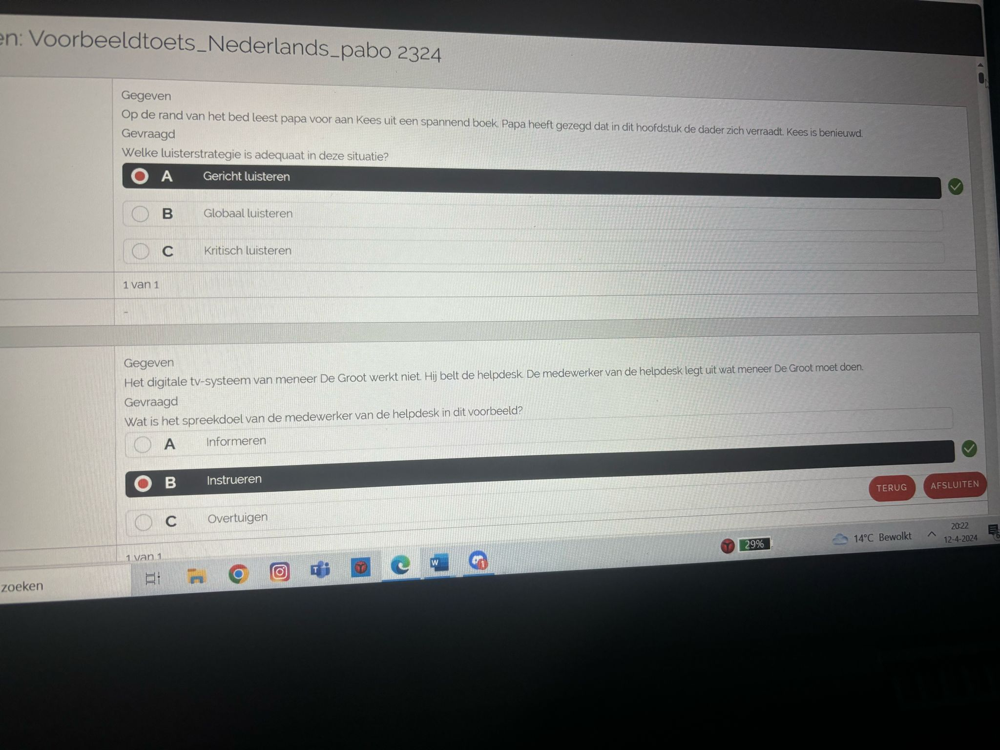 en: Voorbeeldtoets_Nederlands_pabo 2324
Gegeven
Op de rand van het bed leest papa voor aan Kees uit een spannend boek. Papa heeft gezegd dat in dit hoofdstuk de dader zich verraadt. Kees is benieuwd.
Gevraagd
Welke luisterstrategie is adequaat in deze situatie?
A Gericht luisteren
B Globaal luisteren
C Kritisch luisteren
1 van 1
-
Gegeven
Het digitale tv-systeem van meneer De Groot werkt niet. Hij belt de helpdesk. De medewerker van de helpdesk legt uit wat meneer De Groot moet doen.
Gevraagd
Wat is het spreekdoel van de medewerker van de helpdesk in dit voorbeeld?
A Informeren
B Instrueren
C Overtuigen
TERUG AFSLUITEN
1 van 1
zoeken
T
W
1
29%
14°C Bewolkt
20:22
12-4-2024
6